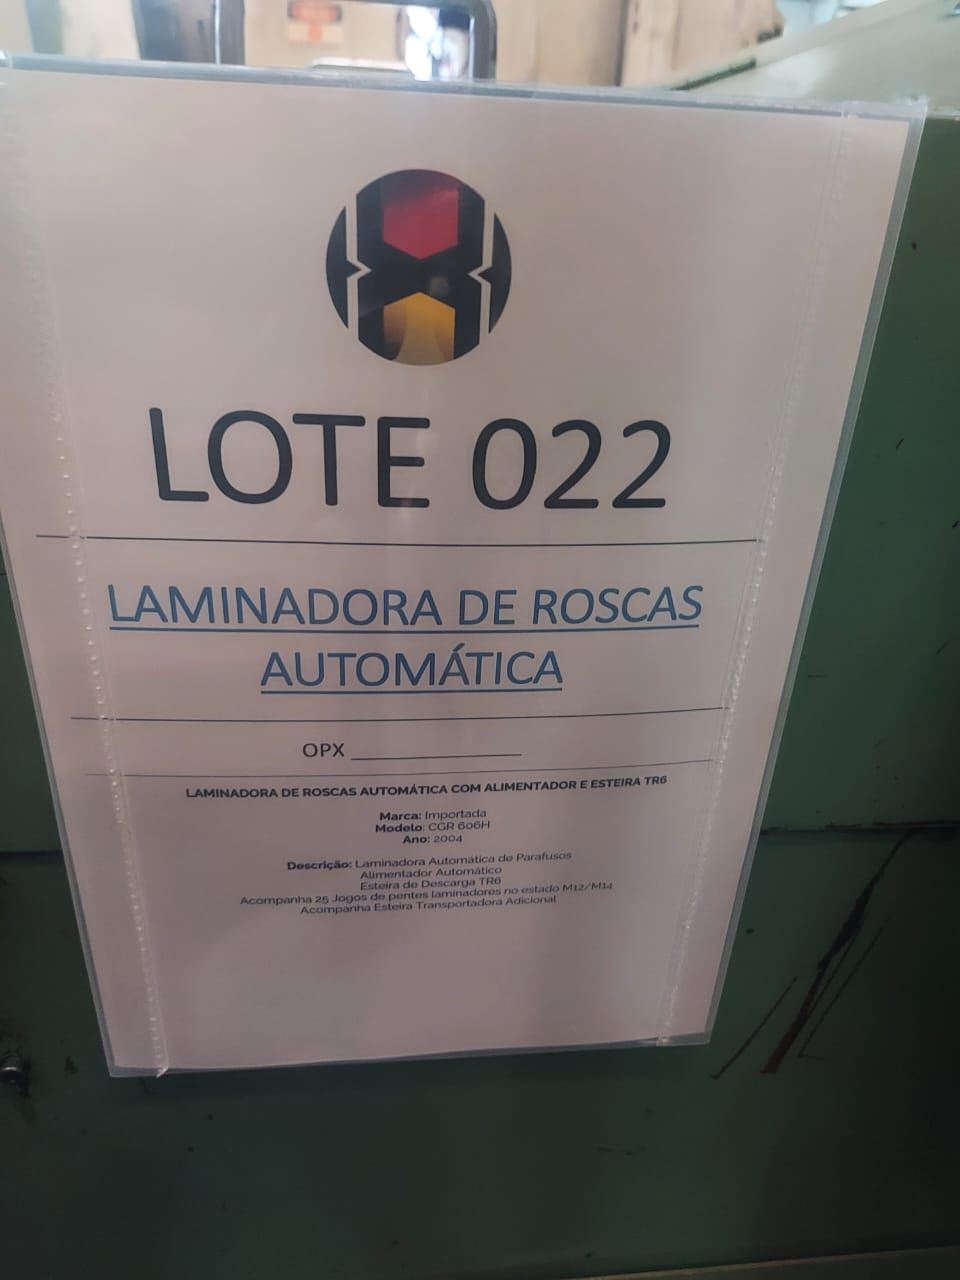 LOTE 022
LAMINADORA DE ROSCAS
AUTOMÁTICA
OPX _______________
LAMINADORA DE ROSCAS AUTOMÁTICA COM ALIMENTADOR E ESTEIRA TR6
Marca: Importada
Modelo: CGR 606H
Ano: 2004
Descrição: Laminadora Automática de Parafusos
Alimentador Automático
Esteira de Descarga TR6
Acompanha 25 Jogos de pentes laminadores no estado M12/M14
Acompanha Esteira Transportadora Adicional